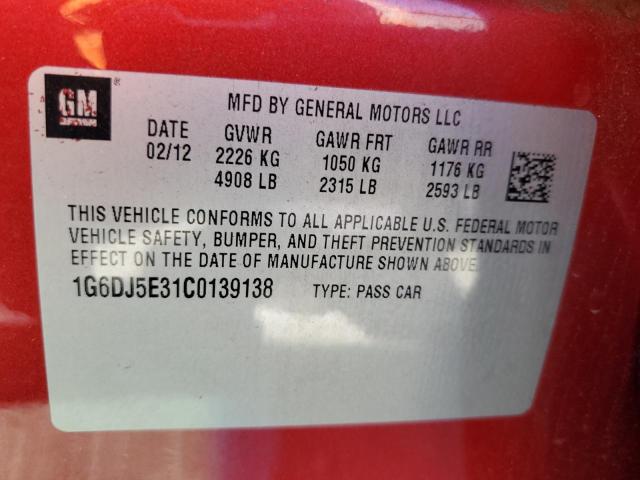 GM ®
MFD BY GENERAL MOTORS LLC
DATE GVWR GAWR FRT GAWR RR
02/12 2226 KG 1050 KG 1176 KG
4908 LB 2315 LB 2593 LB
THIS VEHICLE CONFORMS TO ALL APPLICABLE U.S. FEDERAL MOTOR
VEHICLE SAFETY, BUMPER, AND THEFT PREVENTION STANDARDS IN
EFFECT ON THE DATE OF MANUFACTURE SHOWN ABOVE.
1G6DJ5E31C0139138 TYPE: PASS CAR